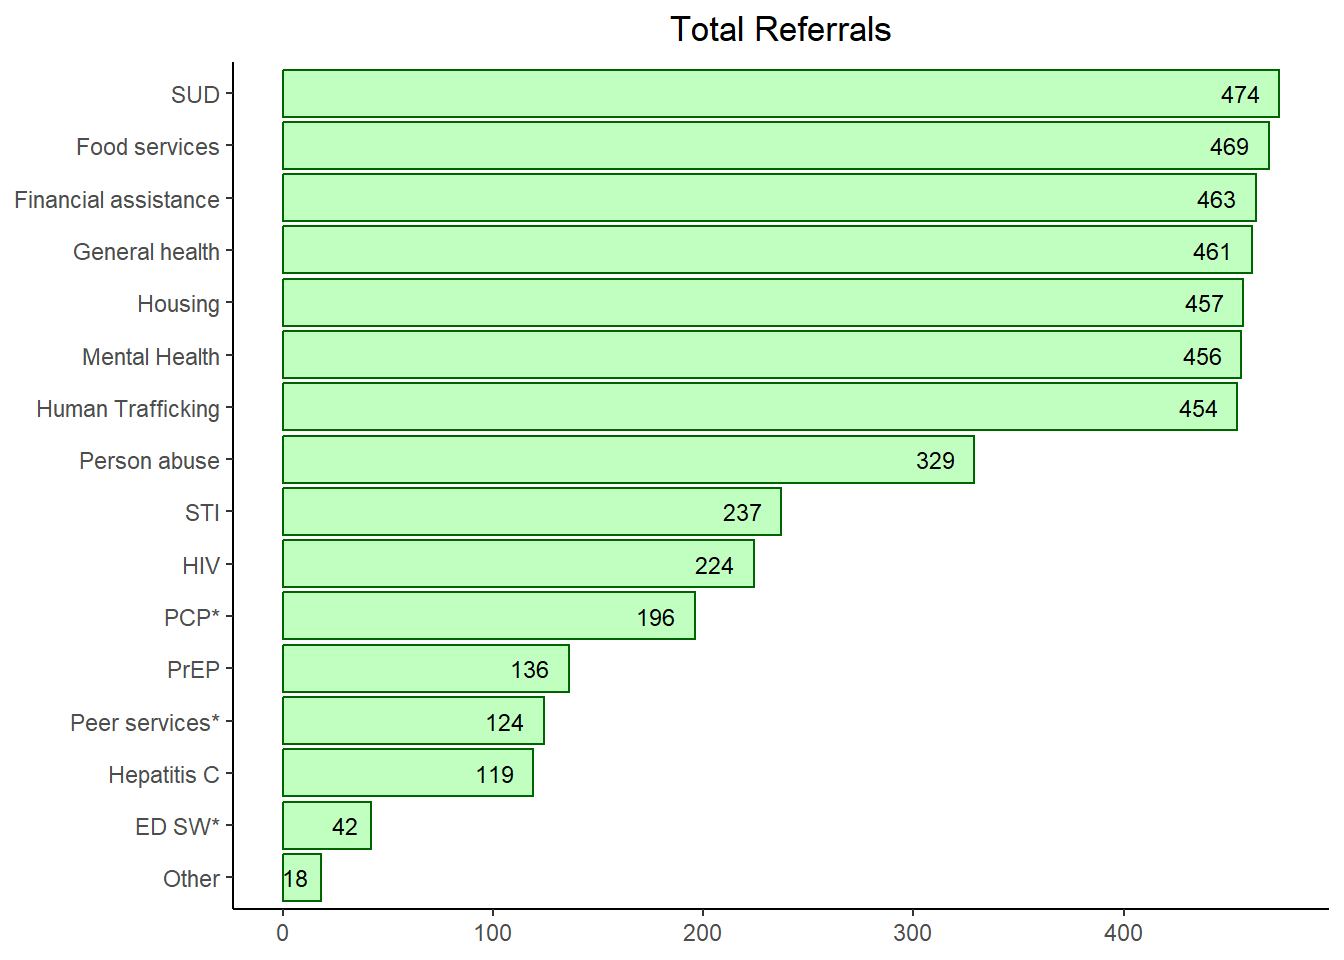 Total Referrals
SUD 474
Food services 469
Financial assistance 463
General health 461
Housing 457
Mental Health 456
Human Trafficking 454
Person abuse 329
STI 237
HIV 224
PCP* 196
PrEP 136
Peer services* 124
Hepatitis C 119
ED SW* 42
Other 18
0 100 200 300 400